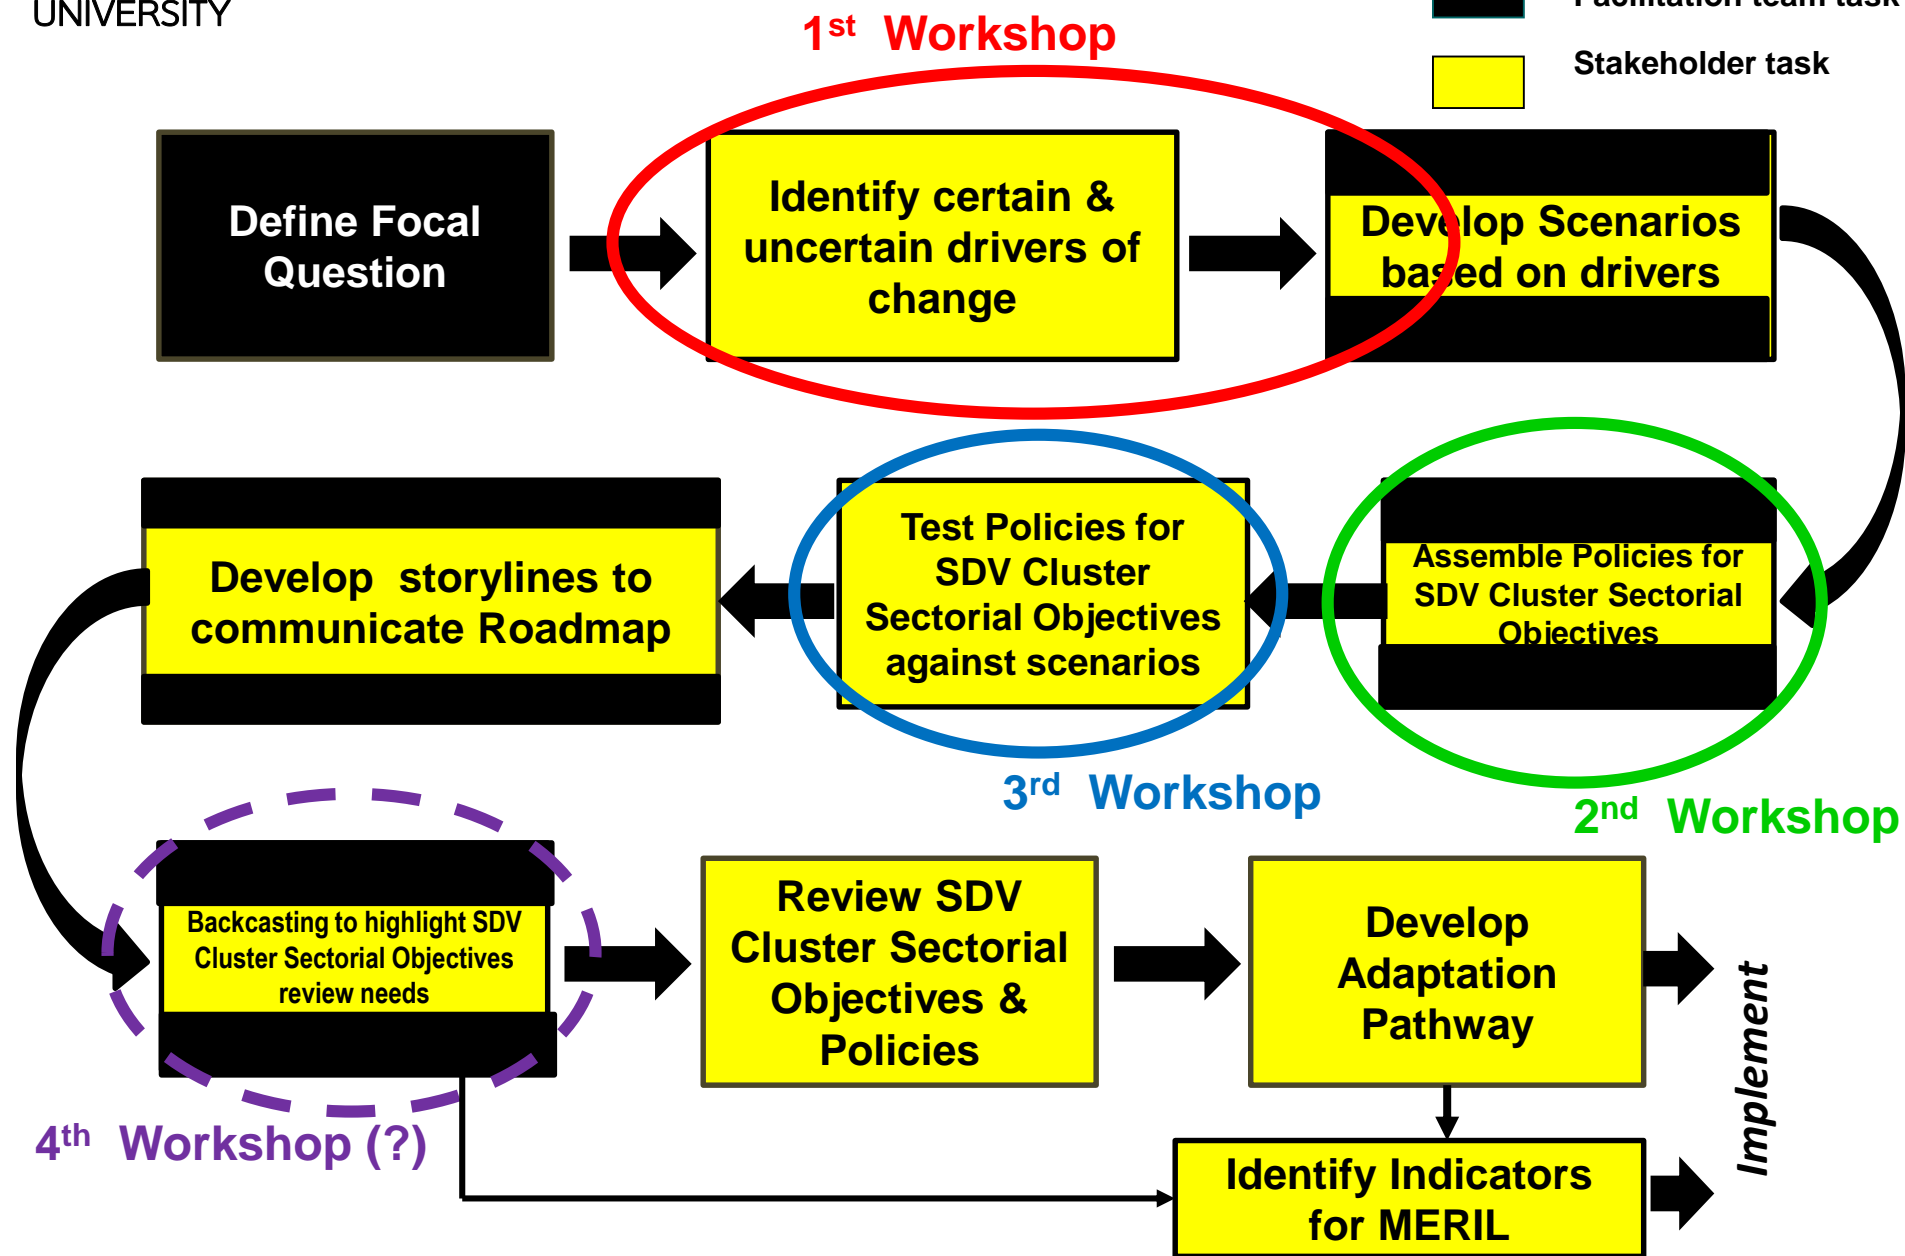 UNIVERSITY
1st Workshop
Facilitation team task
Stakeholder task
Define Focal
Question
Identify certain &
uncertain drivers of
change
Develop Scenarios
based on drivers
Develop storylines to
communicate Roadmap
Test Policies for
SDV Cluster
Sectorial Objectives
against scenarios
Assemble Policies for
SDV Cluster Sectorial
Objectives
3rd Workshop
2nd Workshop
Backcasting to highlight SDV
Cluster Sectorial Objectives
review needs
Review SDV
Cluster Sectorial
Objectives &
Policies
Develop
Adaptation
Pathway
Implement
4th Workshop (?)
Identify Indicators
for MERIL